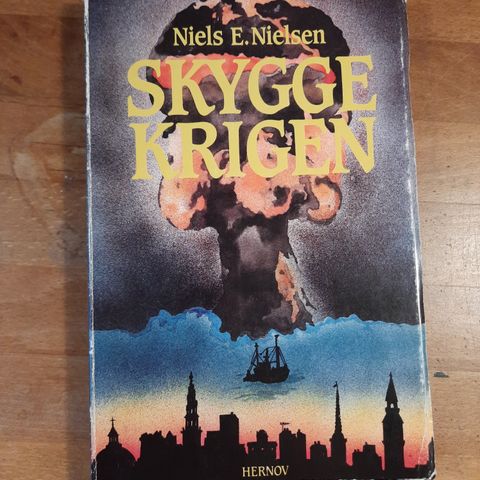 Niels E. Nielsen
SKYGGE
KRIGEN
HERNOV